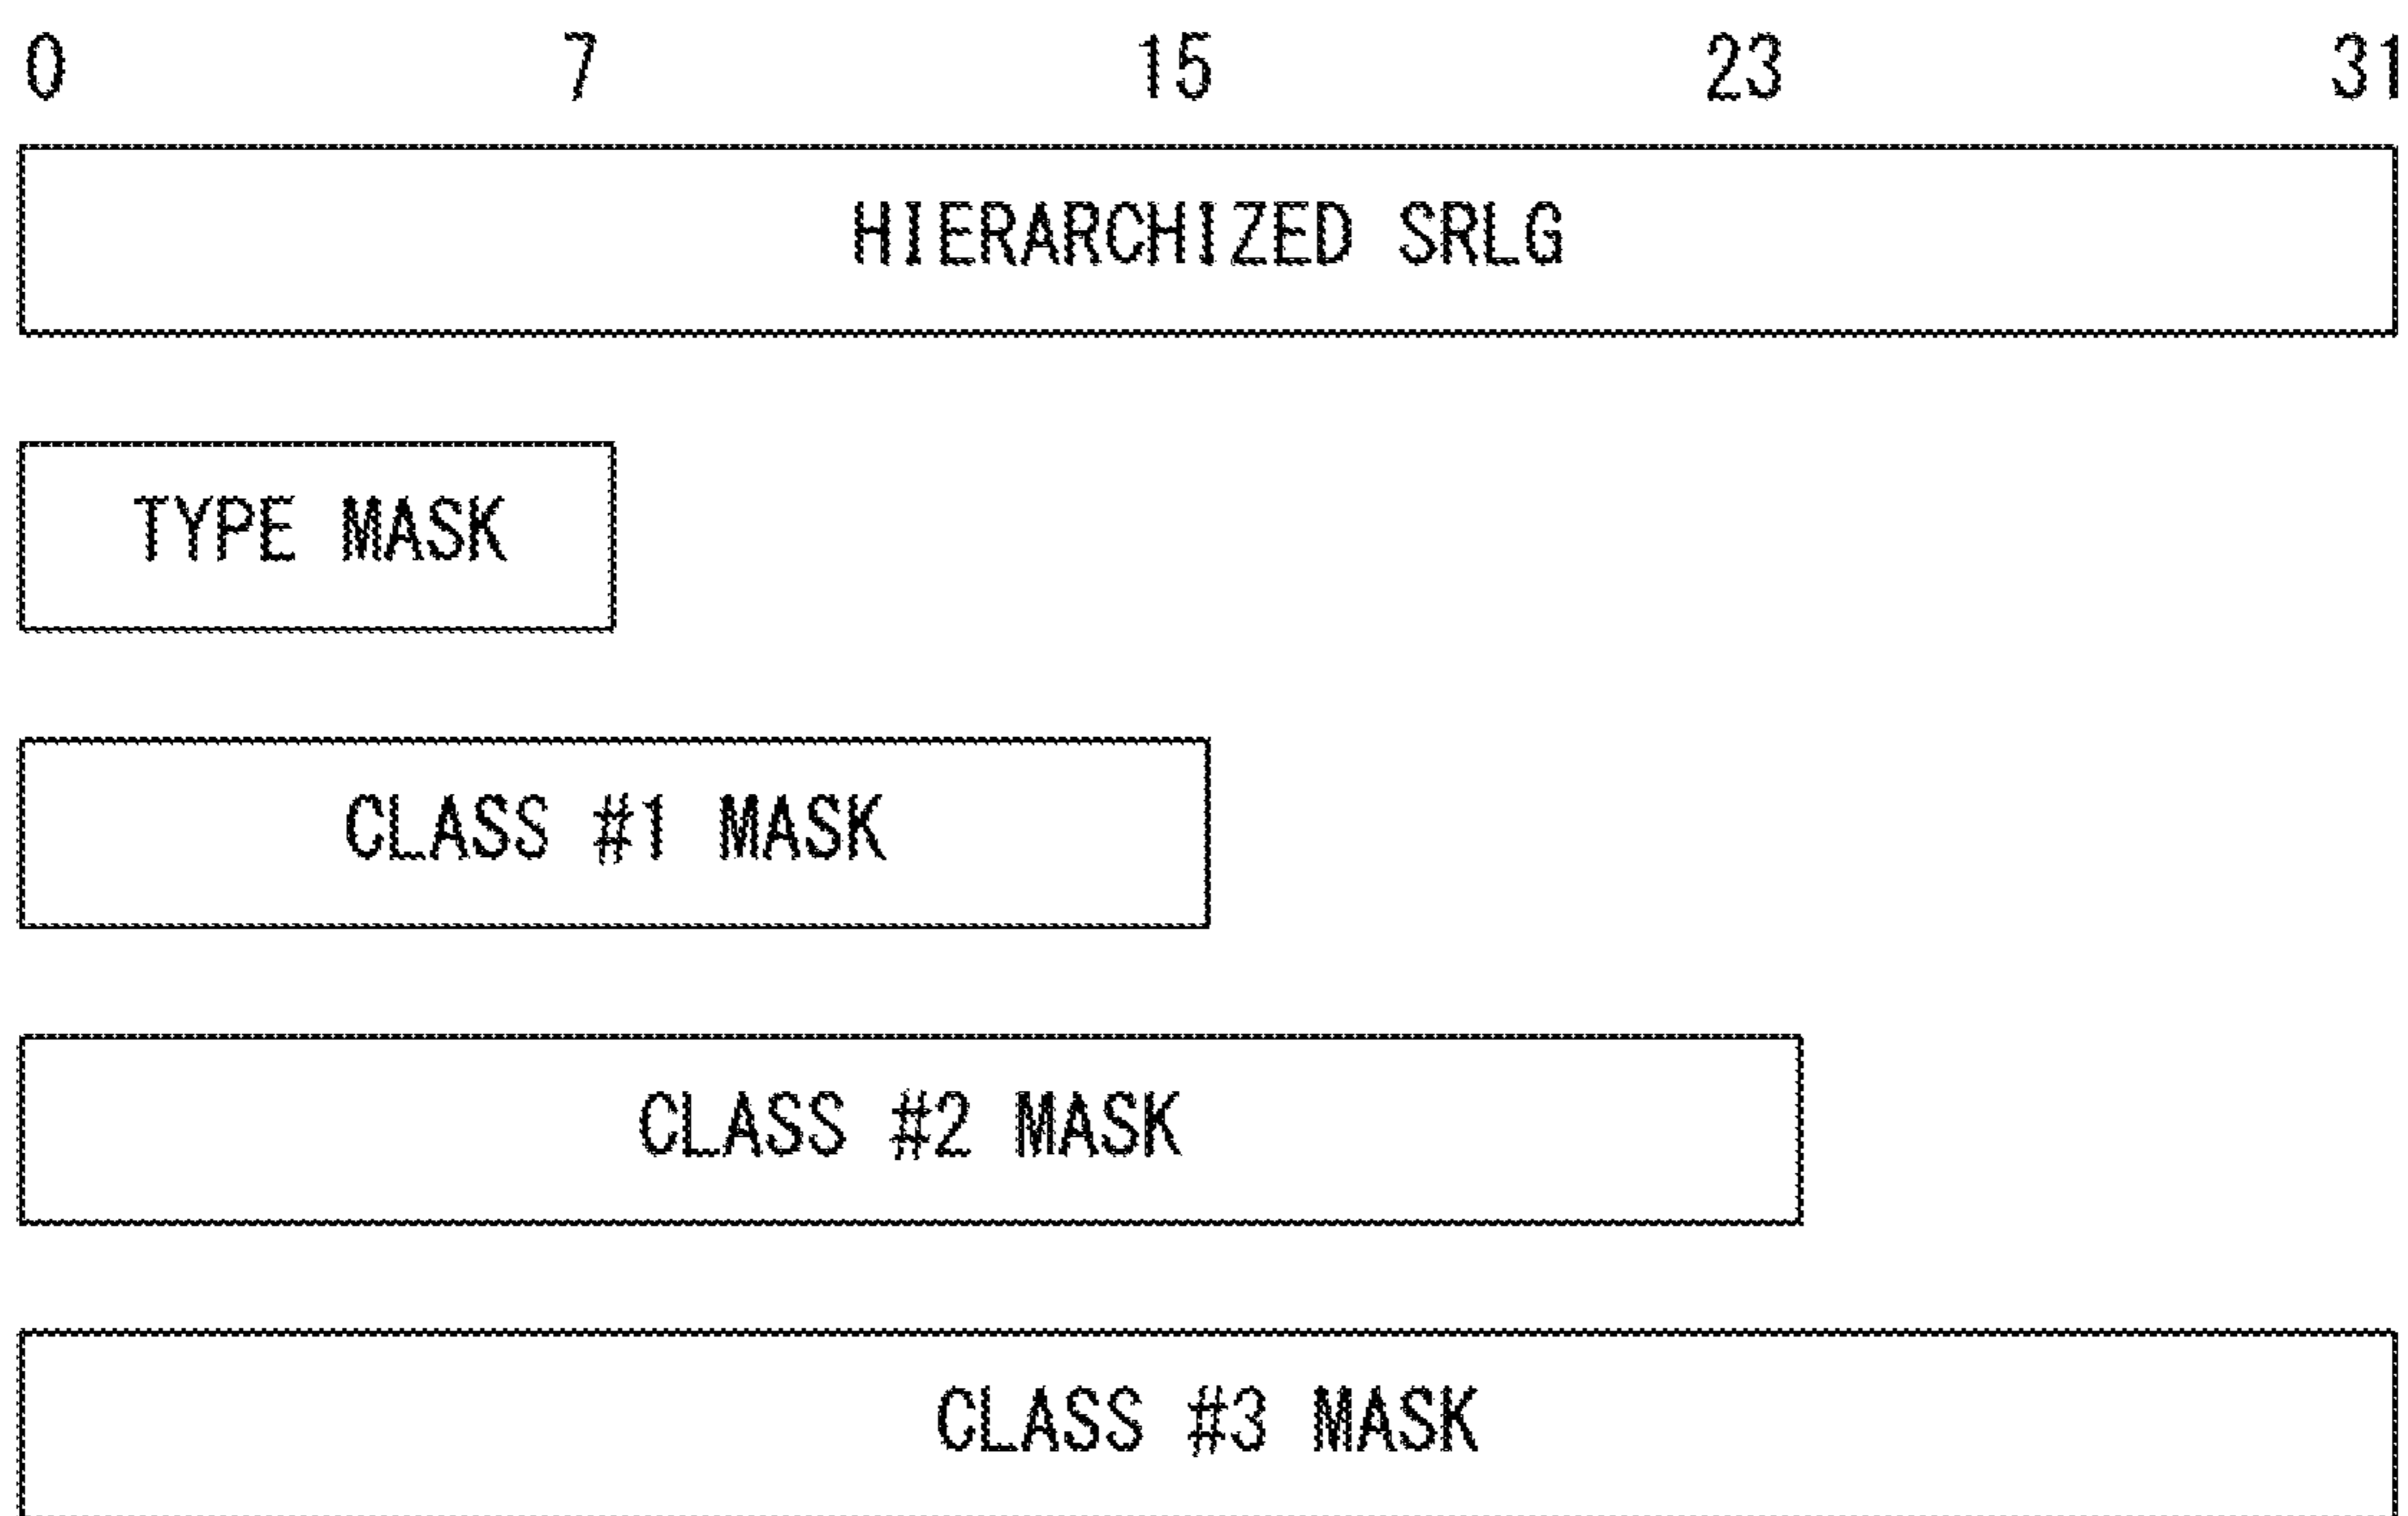 0 7 15 23 31
HIERARCHIZED SRLG
TYPE MASK
CLASS #1 MASK
CLASS #2 MASK
CLASS #3 MASK